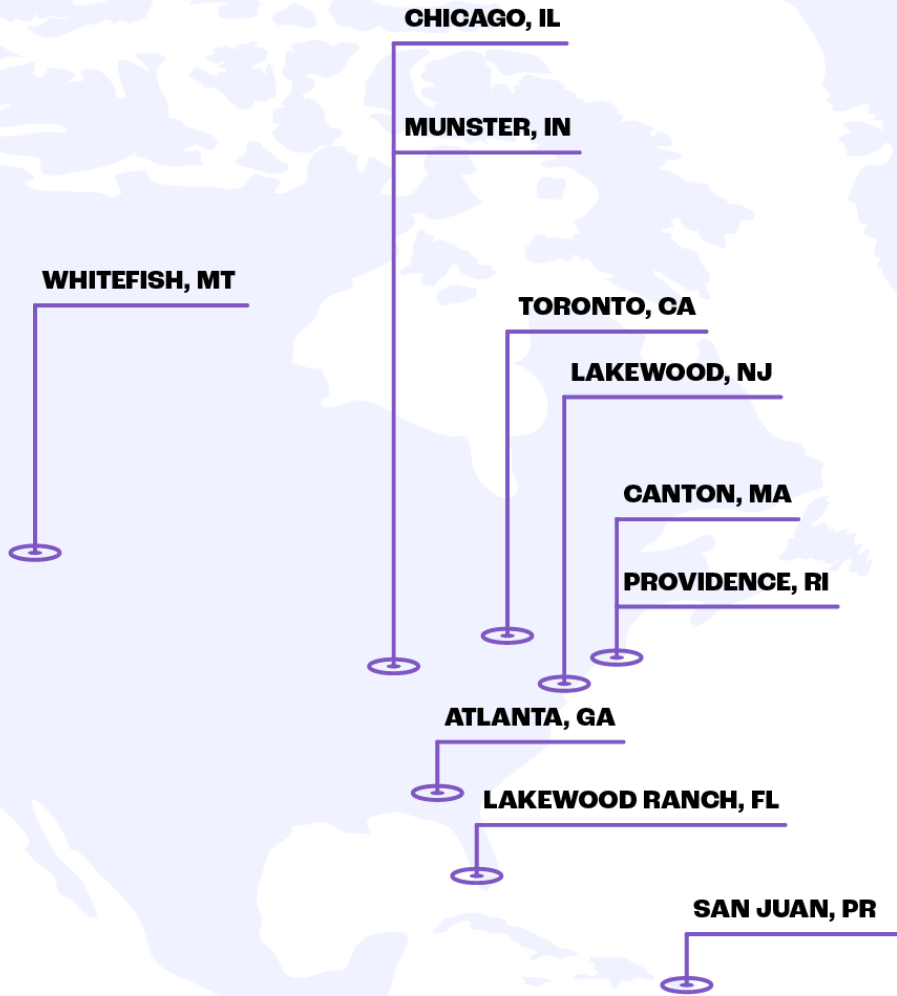 CHICAGO, IL
MUNSTER, IN
WHITEFISH, MT
TORONTO, CA
LAKEWOOD, NJ
CANTON, MA
PROVIDENCE, RI
ATLANTA, GA
LAKEWOOD RANCH, FL
SAN JUAN, PR